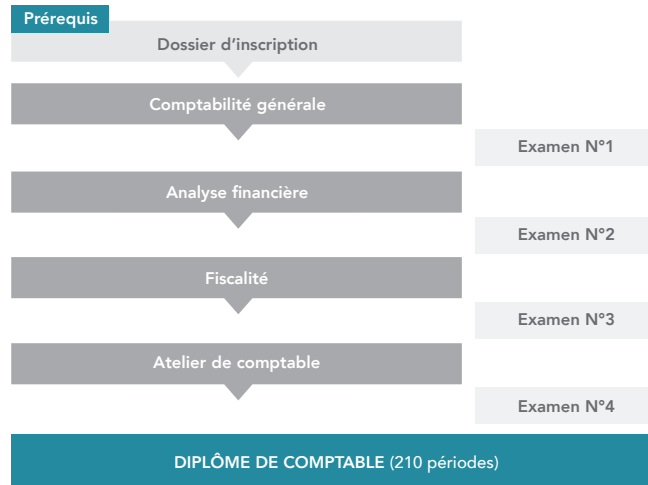 Prérequis
Dossier d’inscription
Comptabilité générale
Examen N°1
Analyse financière
Examen N°2
Fiscalité
Examen N°3
Atelier de comptable
Examen N°4
DIPLÔME DE COMPTABLE (210 périodes)